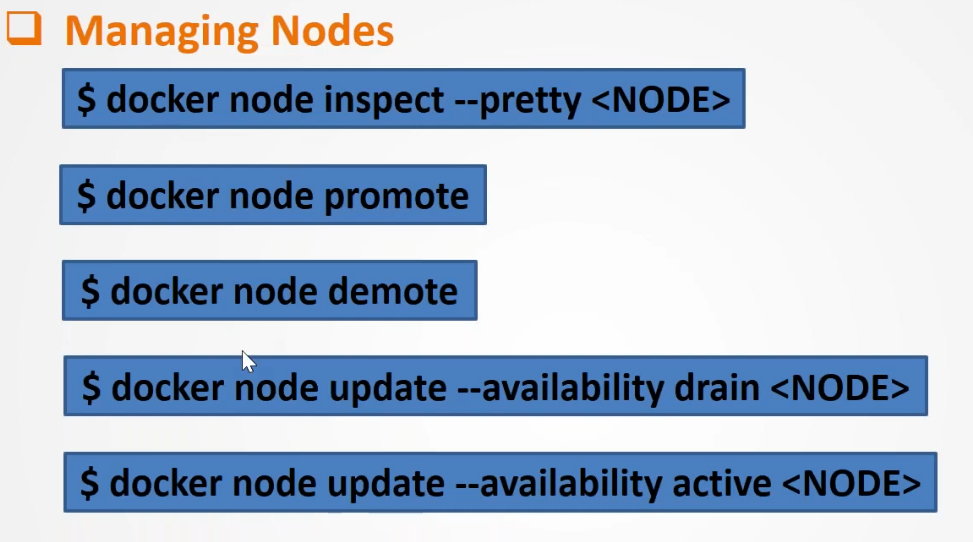 Managing Nodes
$ docker node inspect --pretty <NODE>
$ docker node promote
$ docker node demote
$ docker node update --availability drain <NODE>
$ docker node update --availability active <NODE>